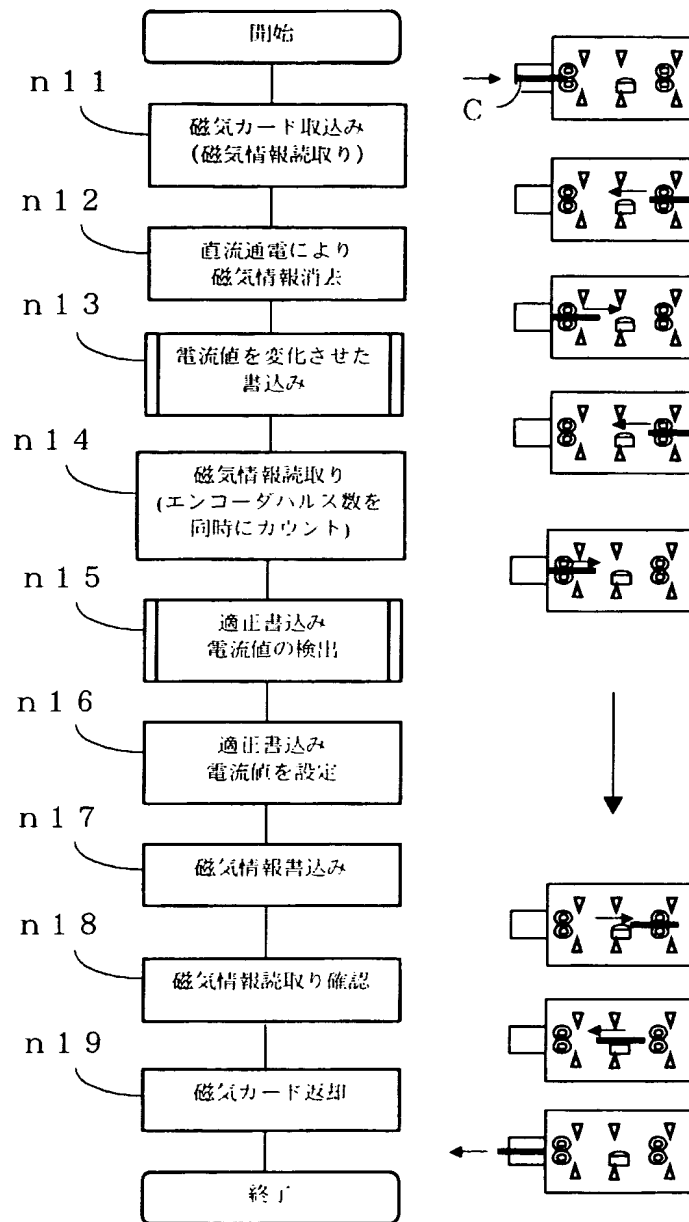 開始
n11
磁気カード取込み
(磁気情報読取り)
C
n12
直流通電により
磁気情報消去
n13
電流値を変化させた
書込み
n14
磁気情報読取り
(エンコーダハルス数を
同時にカウント)
n15
適正書込み
電流値の検出
n16
適正書込み
電流値を設定
n17
磁気情報書込み
n18
磁気情報読取り確認
n19
磁気カード返却
終了